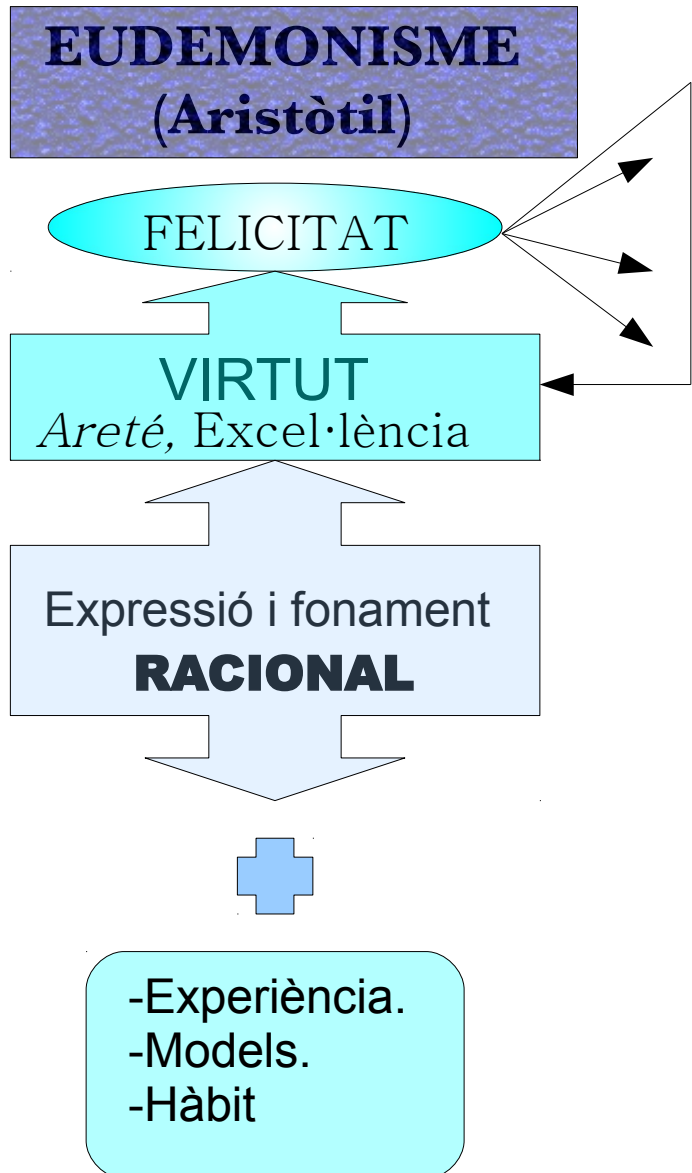 EUDEMONISME
(Aristòtil)
FELICITAT
VIRTUT
Areté, Excel·lència
Expressió i fonament
RACIONAL
-Experiència.
-Models.
-Hàbit